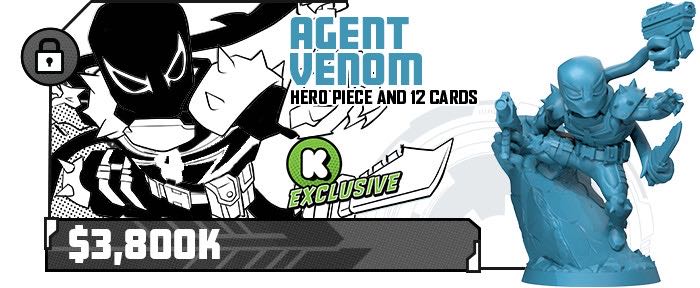 AGENT
VENOM
HERO PIECE AND 12 CARDS
K
EXCLUSIVE
$3,800K